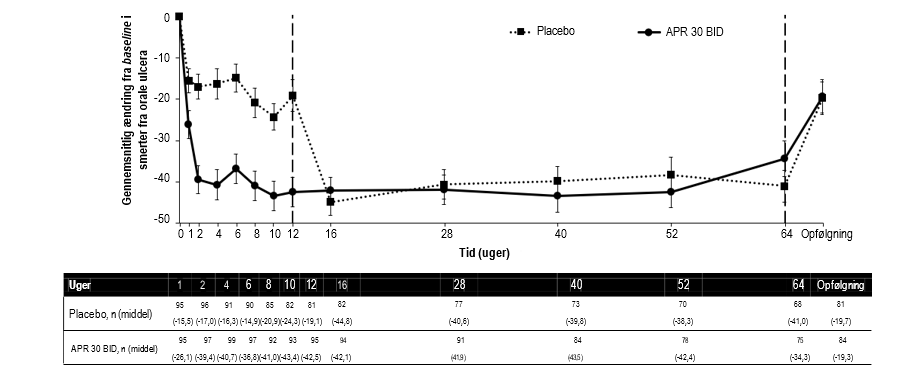 Gennemsnitlig ændring fra baseline i
smerter fra orale ulcera
Placebo
APR 30 BID
0
-10
-20
-30
-40
-50
0 1 2 4 6 8 10 12 16 28 40 52 64 Opfølgning
Tid (uger)
Uger 1 2 4 6 8 10 12 16 28 40 52 64 Opfølgning
Placebo, n (middel) 95 96 91 90 85 82 81 82 77 73 70 68 81
(-15,5) (-17,0) (-16,3) (-14,9) (-20,9) (-24,3) (-19,1) (-44,8) (-40,6) (-39,8) (-38,3) (-41,0) (-19,7)
APR 30 BID, n (middel) 95 97 99 97 92 93 95 94 91 84 78 75 84
(-26,1) (-39,4) (-40,7) (-36,8) (-41,0) (-43,4) (-42,5) (-42,1) (41,9) (43,5) (-42,4) (-34,3) (-19,3)